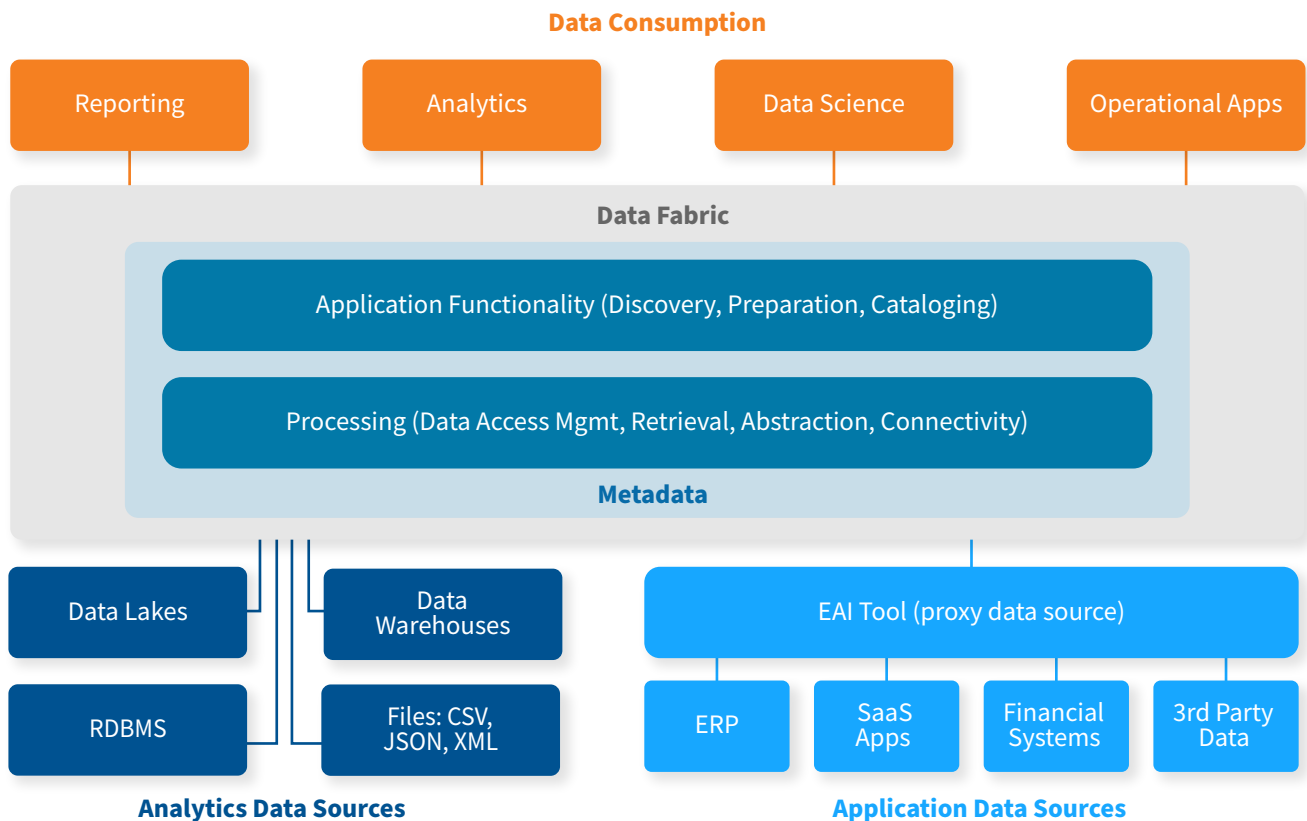 Data Consumption
Reporting
Analytics
Data Science
Operational Apps
Data Fabric
Application Functionality (Discovery, Preparation, Cataloging)
Processing (Data Access Mgmt, Retrieval, Abstraction, Connectivity)
Metadata
Data Lakes
Data
Warehouses
RDBMS
Files: CSV,
JSON, XML
Analytics Data Sources
EAI Tool (proxy data source)
ERP
SaaS
Apps
Financial
Systems
3rd Party
Data
Application Data Sources